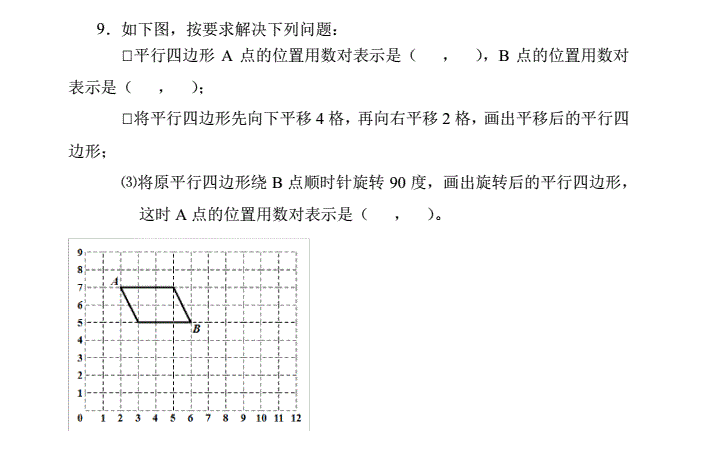 9．如下图，按要求解决下列问题：
□平行四边形 A 点的位置用数对表示是（ ， ），B 点的位置用数对
表示是（ ， ）；
□将平行四边形先向下平移 4 格，再向右平移 2 格，画出平移后的平行四
边形；
⑶将原平行四边形绕 B 点顺时针旋转 90 度，画出旋转后的平行四边形，
这时 A 点的位置用数对表示是（ ， ）。
9
8
7 A
6
5 B
4
3
2
1
0 1 2 3 4 5 6 7 8 9 10 11 12